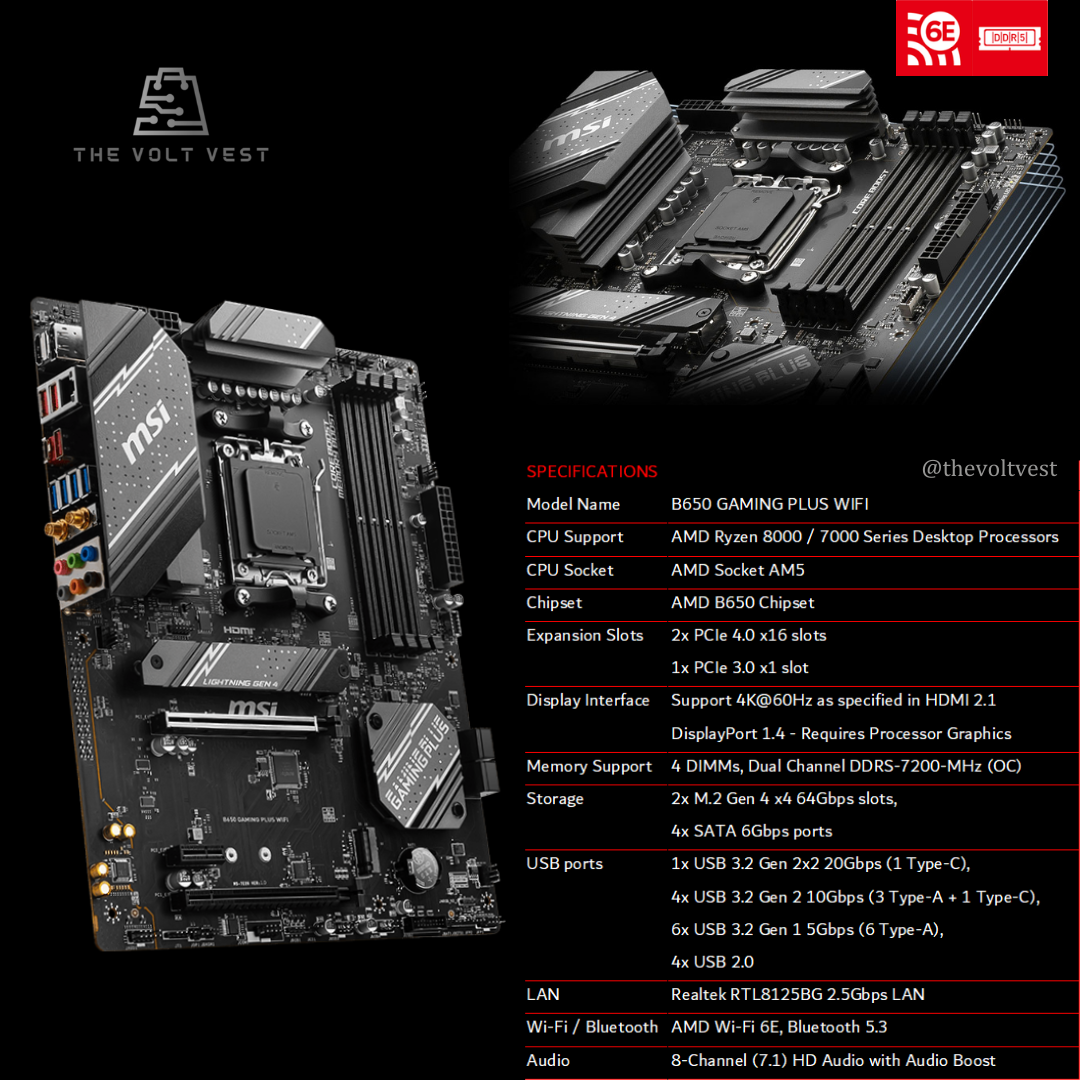 6E
DDR5
THE VOLT VEST
msi
CORE BOOST
SOCKET AM5
LIGHTNING GEN 4
PLUS
msi
HDMI
LIGHTNING GEN 4
msi
GAMING PLUS
B650 GAMING PLUS WIFI
SPECIFICATIONS
@thevoltvest
Model Name B650 GAMING PLUS WIFI
CPU Support AMD Ryzen 8000 / 7000 Series Desktop Processors
CPU Socket AMD Socket AM5
Chipset AMD B650 Chipset
Expansion Slots 2x PCIe 4.0 x16 slots
1x PCIe 3.0 x1 slot
Display Interface Support 4K@60Hz as specified in HDMI 2.1
DisplayPort 1.4 - Requires Processor Graphics
Memory Support 4 DIMMs, Dual Channel DDRS-7200-MHz (OC)
Storage 2x M.2 Gen 4 x4 64Gbps slots,
4x SATA 6Gbps ports
USB ports 1x USB 3.2 Gen 2x2 20Gbps (1 Type-C),
4x USB 3.2 Gen 2 10Gbps (3 Type-A + 1 Type-C),
6x USB 3.2 Gen 1 5Gbps (6 Type-A),
4x USB 2.0
LAN Realtek RTL8125BG 2.5Gbps LAN
Wi-Fi / Bluetooth AMD Wi-Fi 6E, Bluetooth 5.3
Audio 8-Channel (7.1) HD Audio with Audio Boost